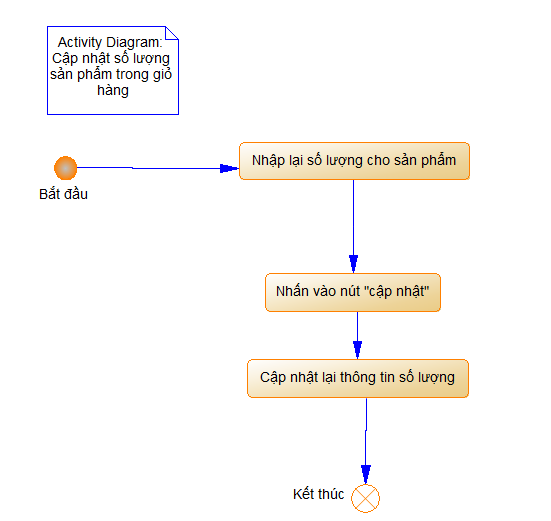 Activity Diagram:
Cập nhật số lượng
sản phẩm trong giỏ
hàng
Nhập lại số lượng cho sản phẩm
Bắt đầu
Nhấn vào nút "cập nhật"
Cập nhật lại thông tin số lượng
Kết thúc